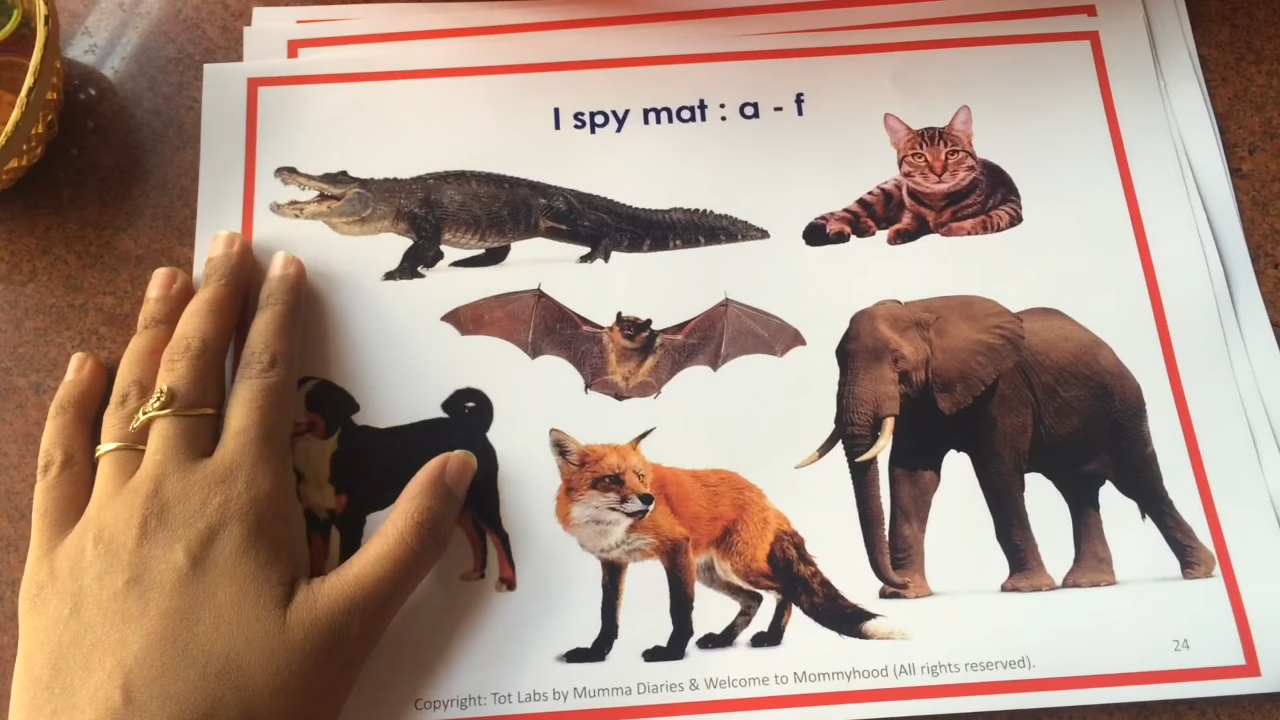 I spy mat : a - f
24
Copyright: Tot Labs by Mumma Diaries & Welcome to Mommyhood (All rights reserved).